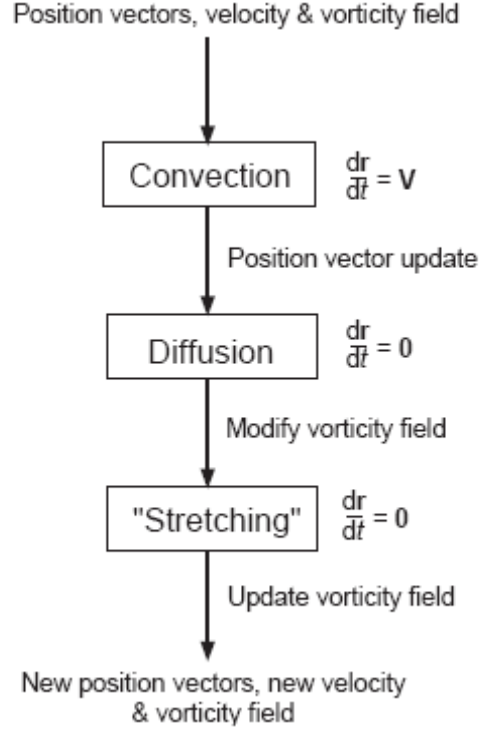 Position vectors, velocity & vorticity field
Convection
dr/dt = V
Position vector update
Diffusion
dr/dt = 0
Modify vorticity field
"Stretching"
dr/dt = 0
Update vorticity field
New position vectors, new velocity
& vorticity field